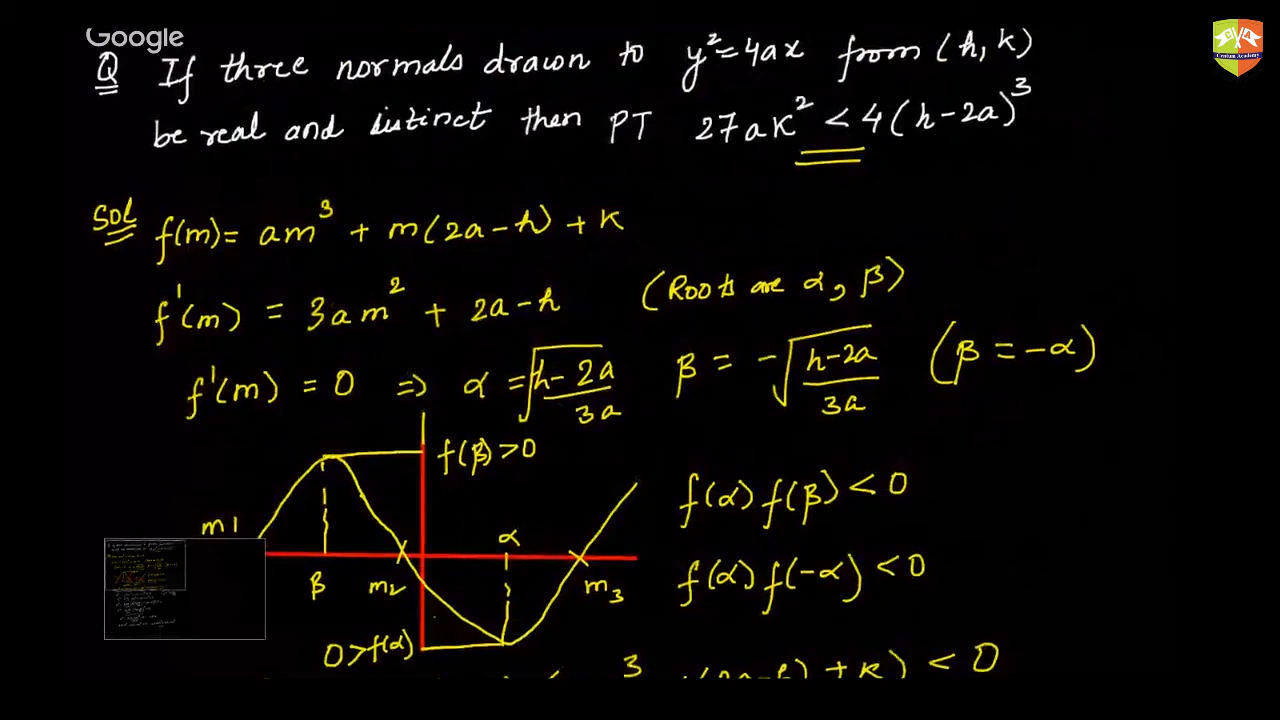 Google
Q If three normals drawn to y²=4ax from (h,k)
be real and distinct then PT 27ak² < 4(h-2a)³
Sol f(m)= am³ + m(2a-h) + k
f'(m) = 3am² + 2a-h (Roots are α, β)
f'(m) = 0 => α = √(h-2a/3a) β = -√(h-2a/3a) (β = -α)
f(β) >0
f(α) f(β) < 0
m1
α
f(α) f(-α) < 0
β m2 m3
0>f(α)
3 + k) < 0